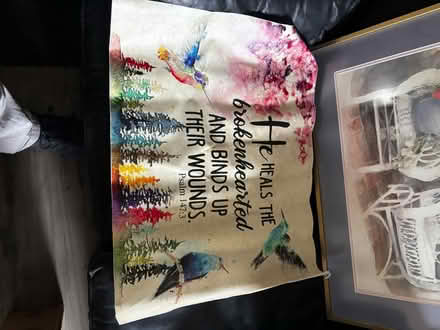 He HEALS THE
brokenhearted
AND BINDS UP
THEIR WOUNDS.
Psalm 147:3